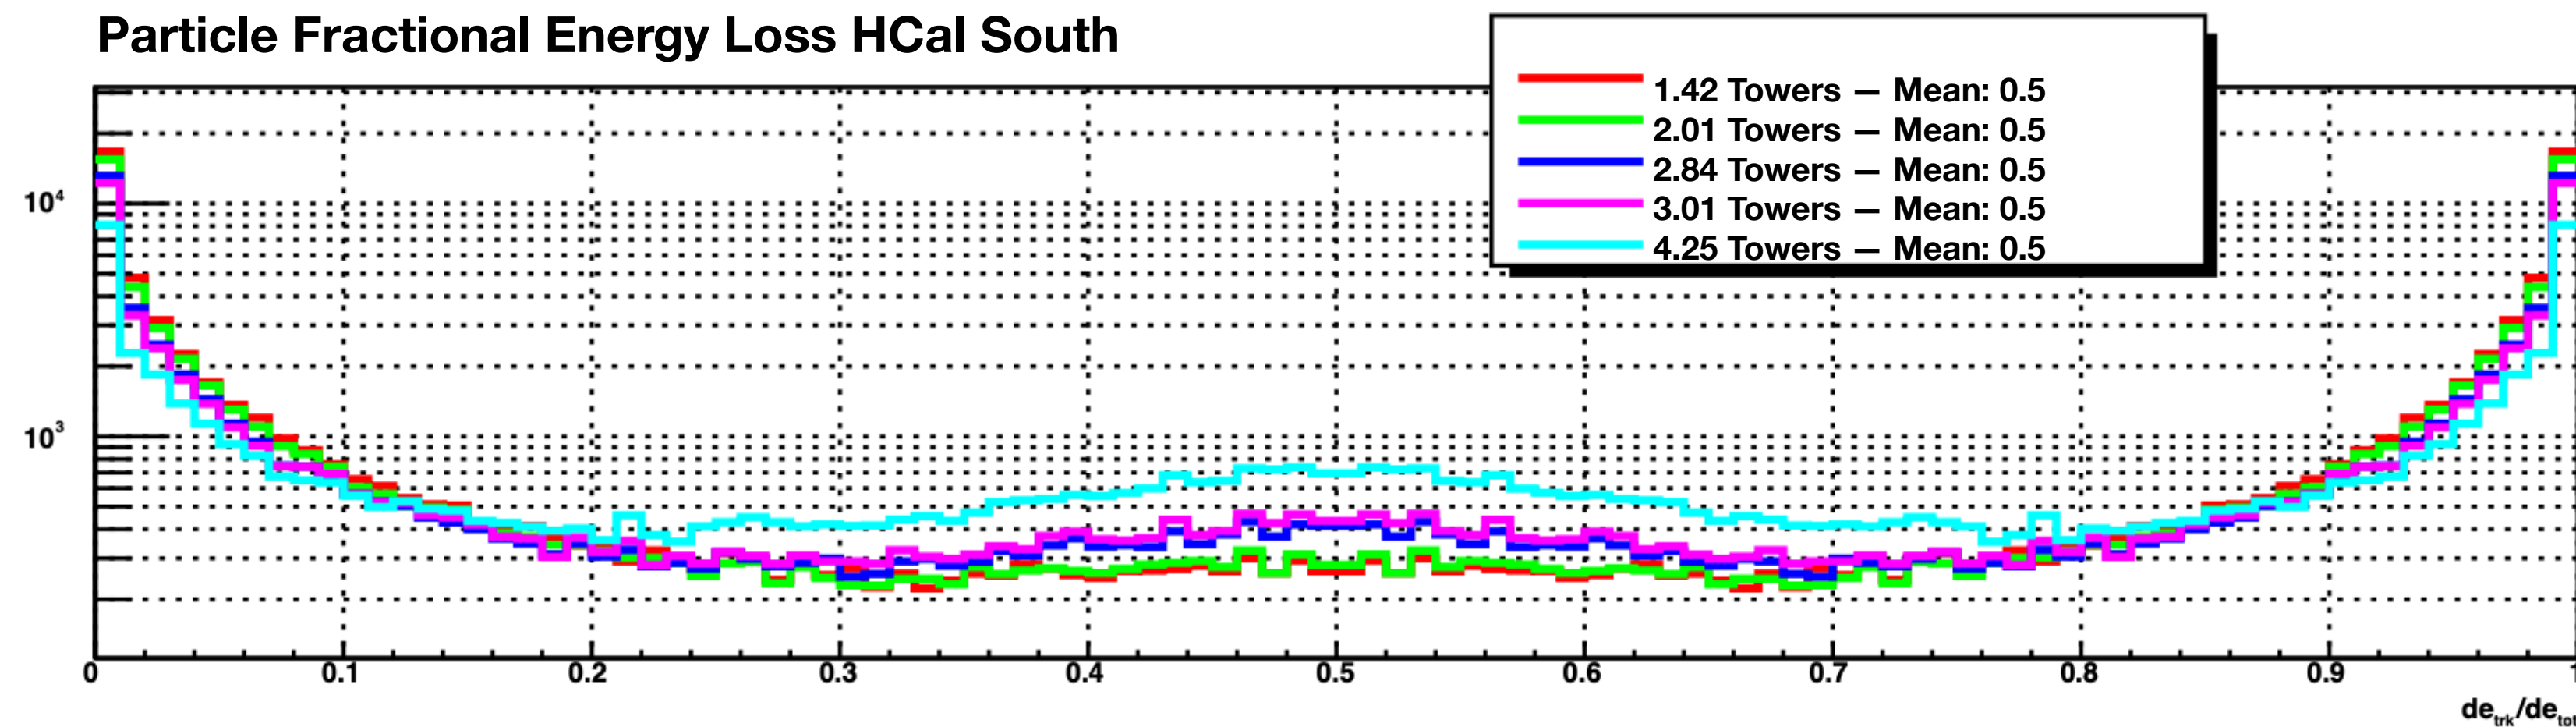 Particle Fractional Energy Loss HCal South
1.42 Towers — Mean: 0.5
2.01 Towers — Mean: 0.5
2.84 Towers — Mean: 0.5
3.01 Towers — Mean: 0.5
4.25 Towers — Mean: 0.5
10⁴
10³
0 0.1 0.2 0.3 0.4 0.5 0.6 0.7 0.8 0.9 1
de_trk/de_to